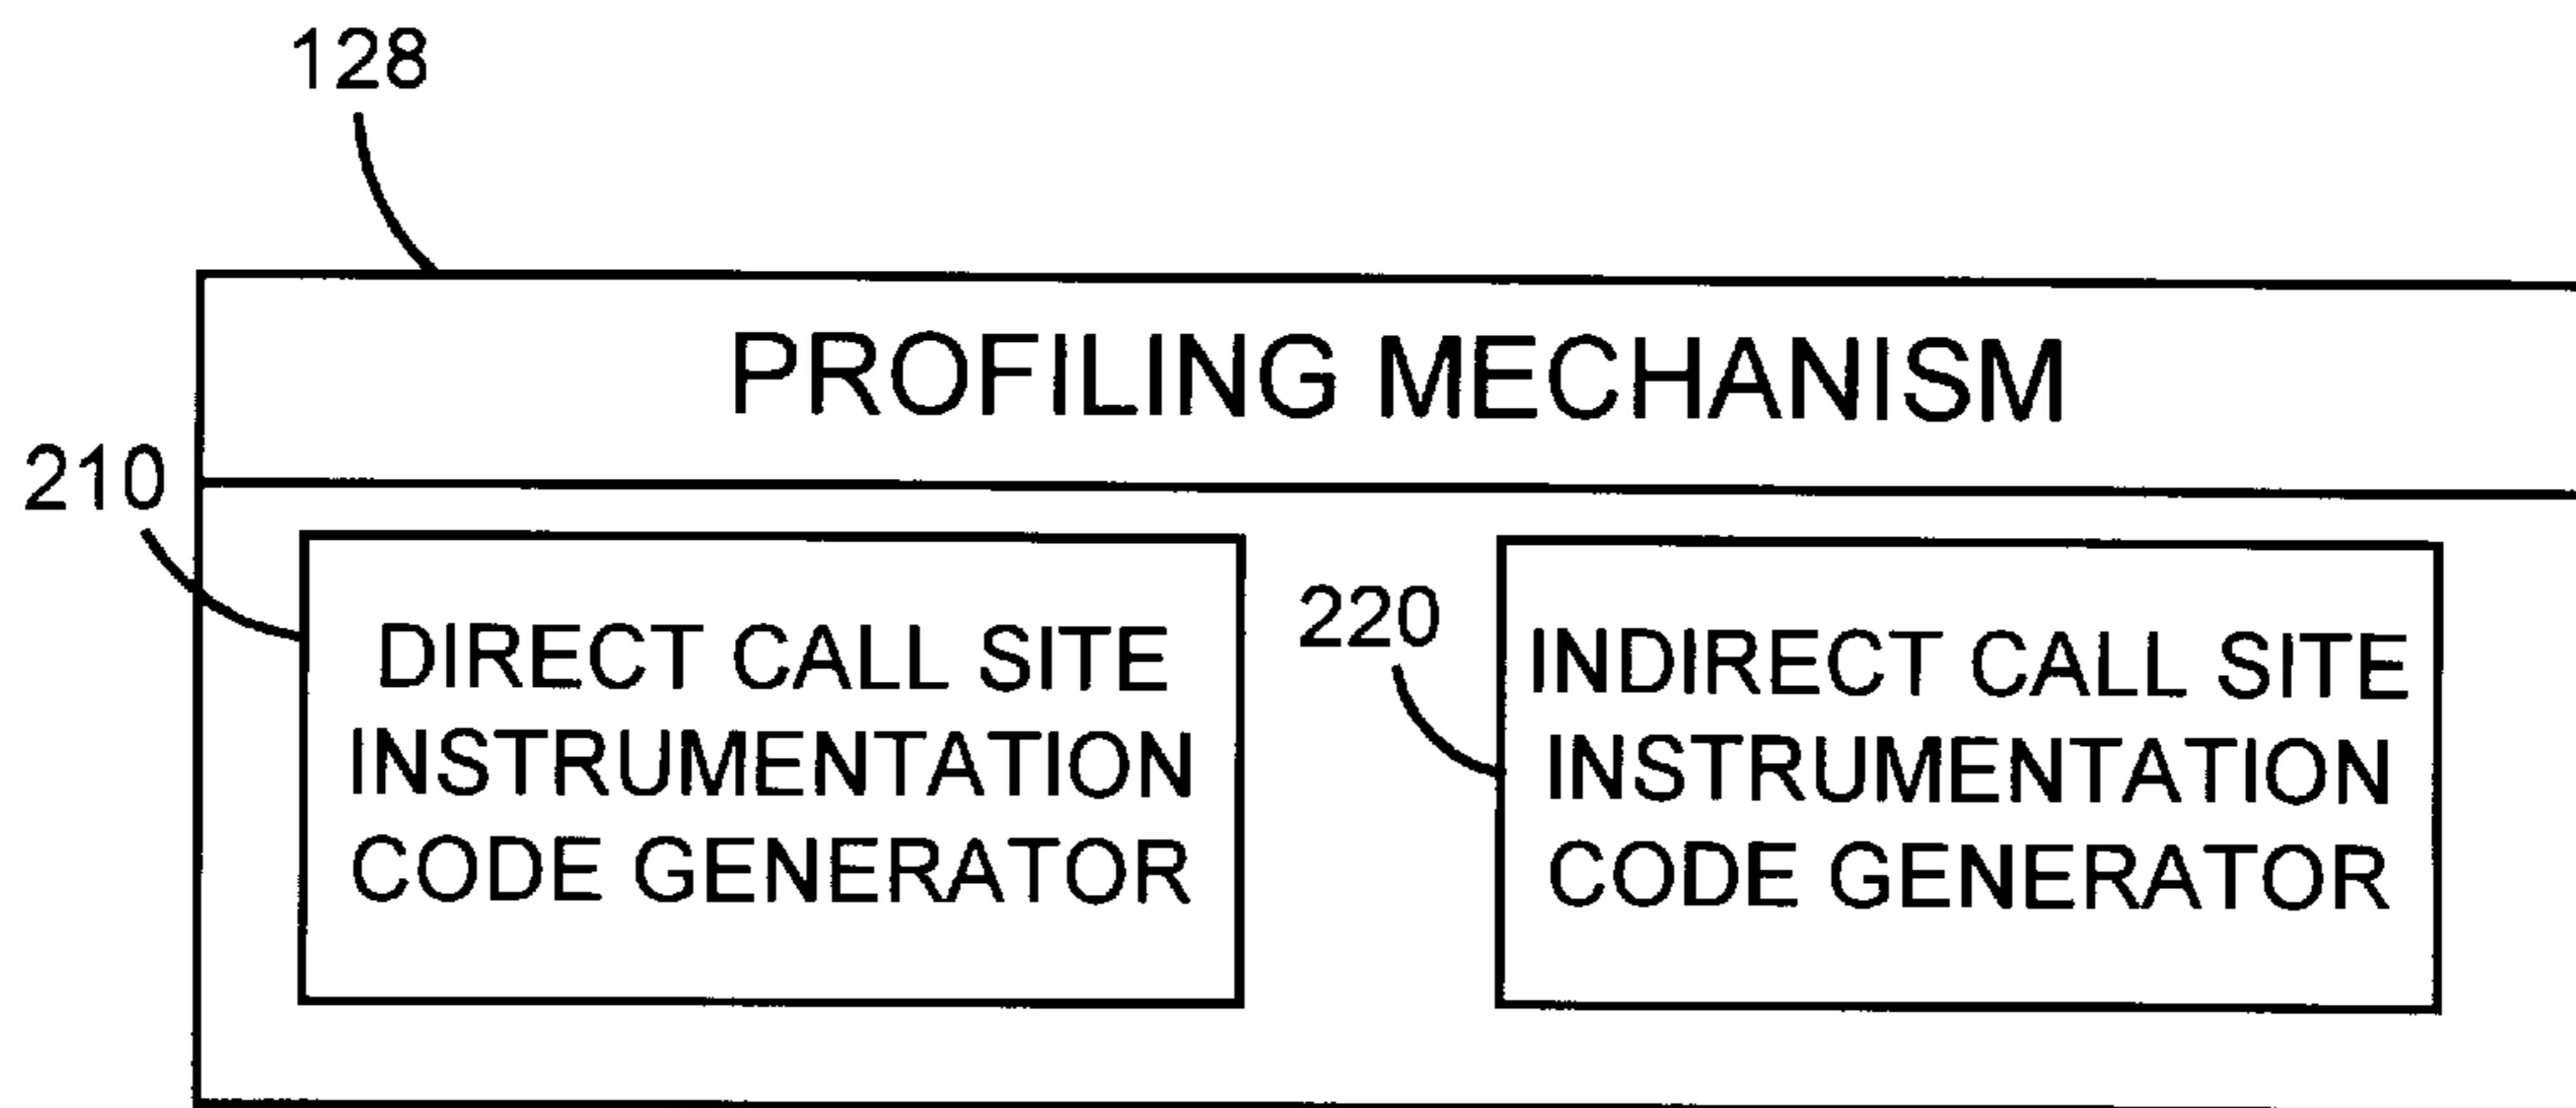 128
PROFILING MECHANISM
210
DIRECT CALL SITE
INSTRUMENTATION
CODE GENERATOR
220
INDIRECT CALL SITE
INSTRUMENTATION
CODE GENERATOR